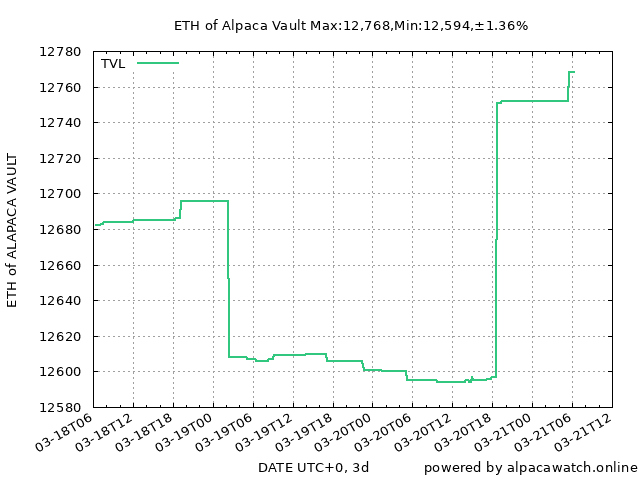 ETH of Alpaca Vault Max:12,768,Min:12,594,±1.36%
TVL
ETH of ALAPACA VAULT
12780
12760
12740
12720
12700
12680
12660
12640
12620
12600
12580
03-18T06
03-18T12
03-18T18
03-19T00
03-19T06
03-19T12
03-19T18
03-20T00
03-20T06
03-20T12
03-20T18
03-21T00
03-21T06
03-21T12
DATE UTC+0, 3d
powered by alpacawatch.online